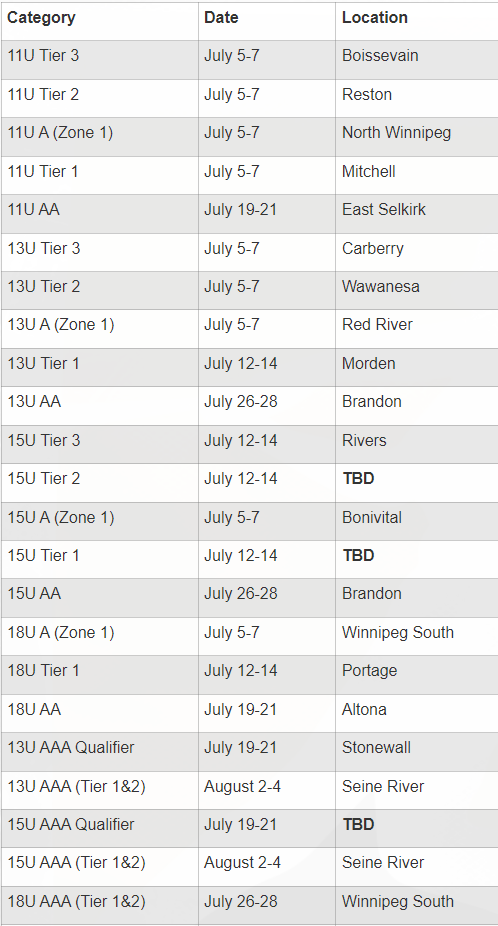 Category Date Location
11U Tier 3 July 5-7 Boissevain
11U Tier 2 July 5-7 Reston
11U A (Zone 1) July 5-7 North Winnipeg
11U Tier 1 July 5-7 Mitchell
11U AA July 19-21 East Selkirk
13U Tier 3 July 5-7 Carberry
13U Tier 2 July 5-7 Wawanesa
13U A (Zone 1) July 5-7 Red River
13U Tier 1 July 12-14 Morden
13U AA July 26-28 Brandon
15U Tier 3 July 12-14 Rivers
15U Tier 2 July 12-14 TBD
15U A (Zone 1) July 5-7 Bonivital
15U Tier 1 July 12-14 TBD
15U AA July 26-28 Brandon
18U A (Zone 1) July 5-7 Winnipeg South
18U Tier 1 July 12-14 Portage
18U AA July 19-21 Altona
13U AAA Qualifier July 19-21 Stonewall
13U AAA (Tier 1&2) August 2-4 Seine River
15U AAA Qualifier July 19-21 TBD
15U AAA (Tier 1&2) August 2-4 Seine River
18U AAA (Tier 1&2) July 26-28 Winnipeg South